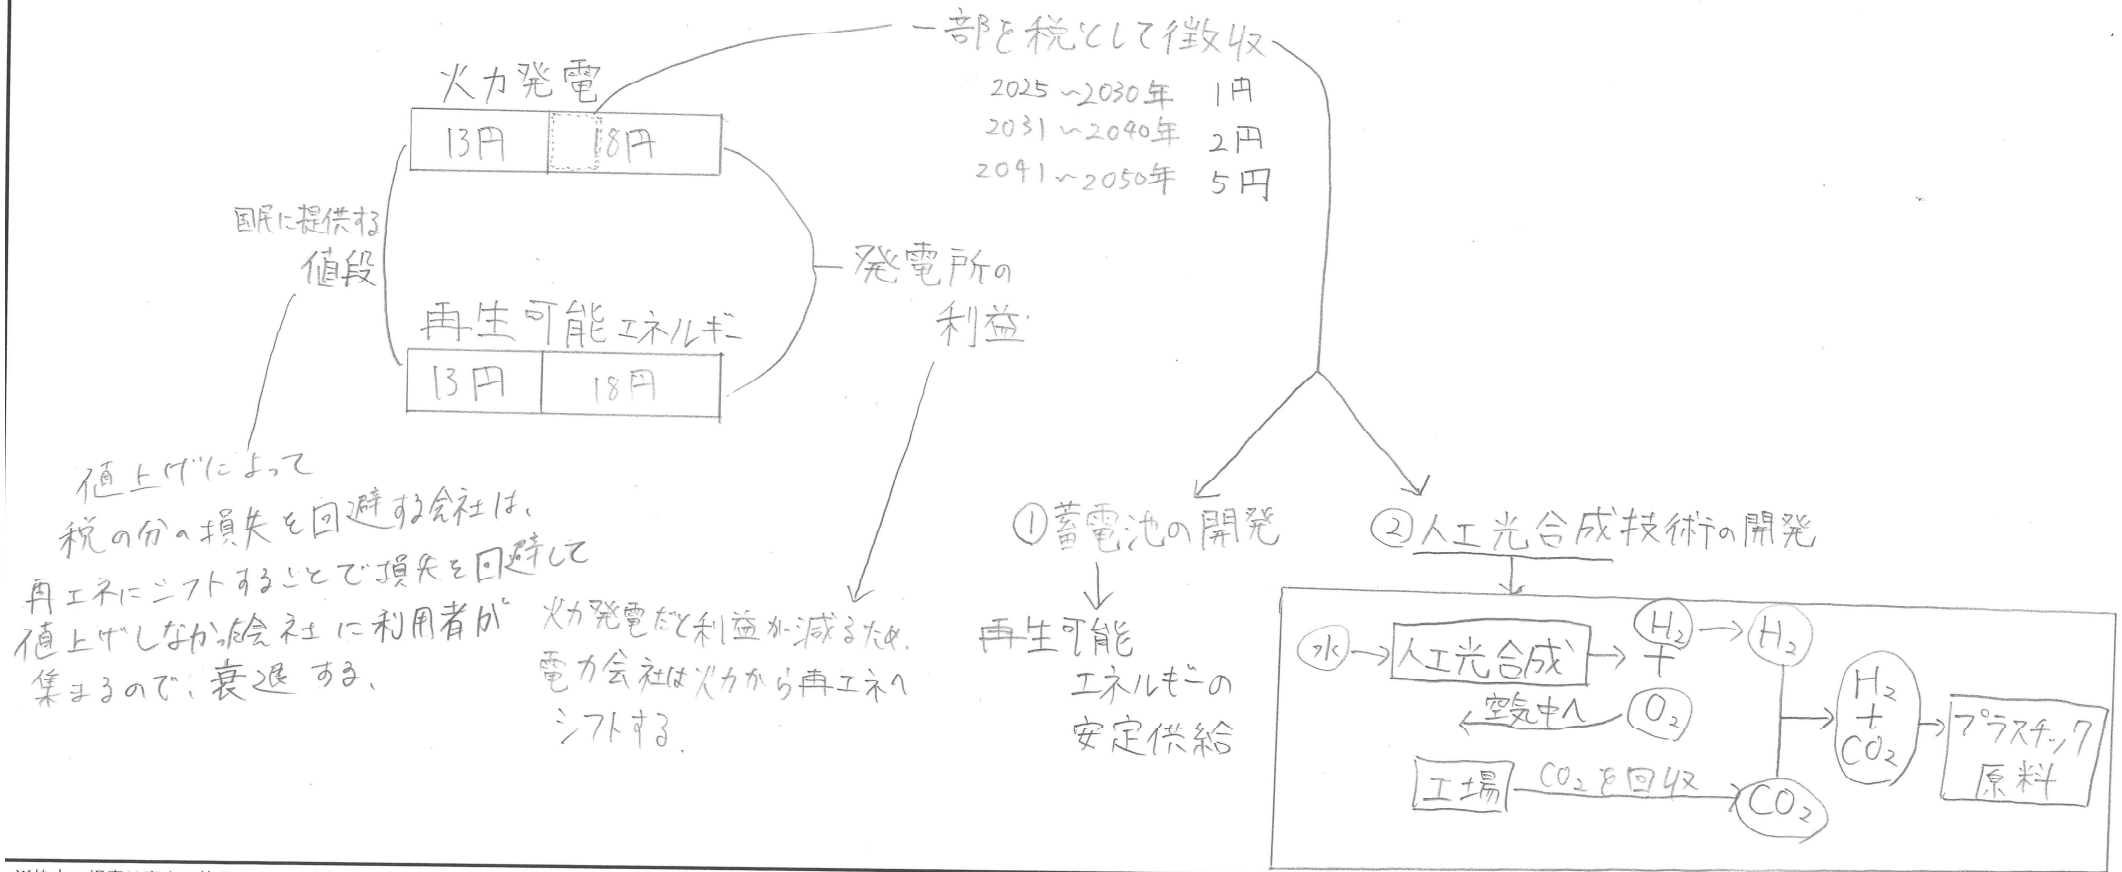 一部を税として徴収
2025~2030年 1円
2031~2040年 2円
2041~2050年 5円
火力発電
13円 18円
国民に提供する
値段
再生可能エネルギー
13円 18円
発電所の
利益
値上げによって
税の分の損失を回避する会社は、
再エネにシフトすることで損失を回避して
値上げしなかった会社に利用者が
集まるので、衰退する、
火力発電だと利益が減るため、
電力会社は火力から再エネへ
シフトする.
①蓄電池の開発
再生可能
エネルギーの
安定供給
②人工光合成技術の開発
水→人工光合成→H₂→H₂
+
空気中へ O₂
工場 CO₂を回収 CO₂
H₂
+
CO₂
プラスチック
原料